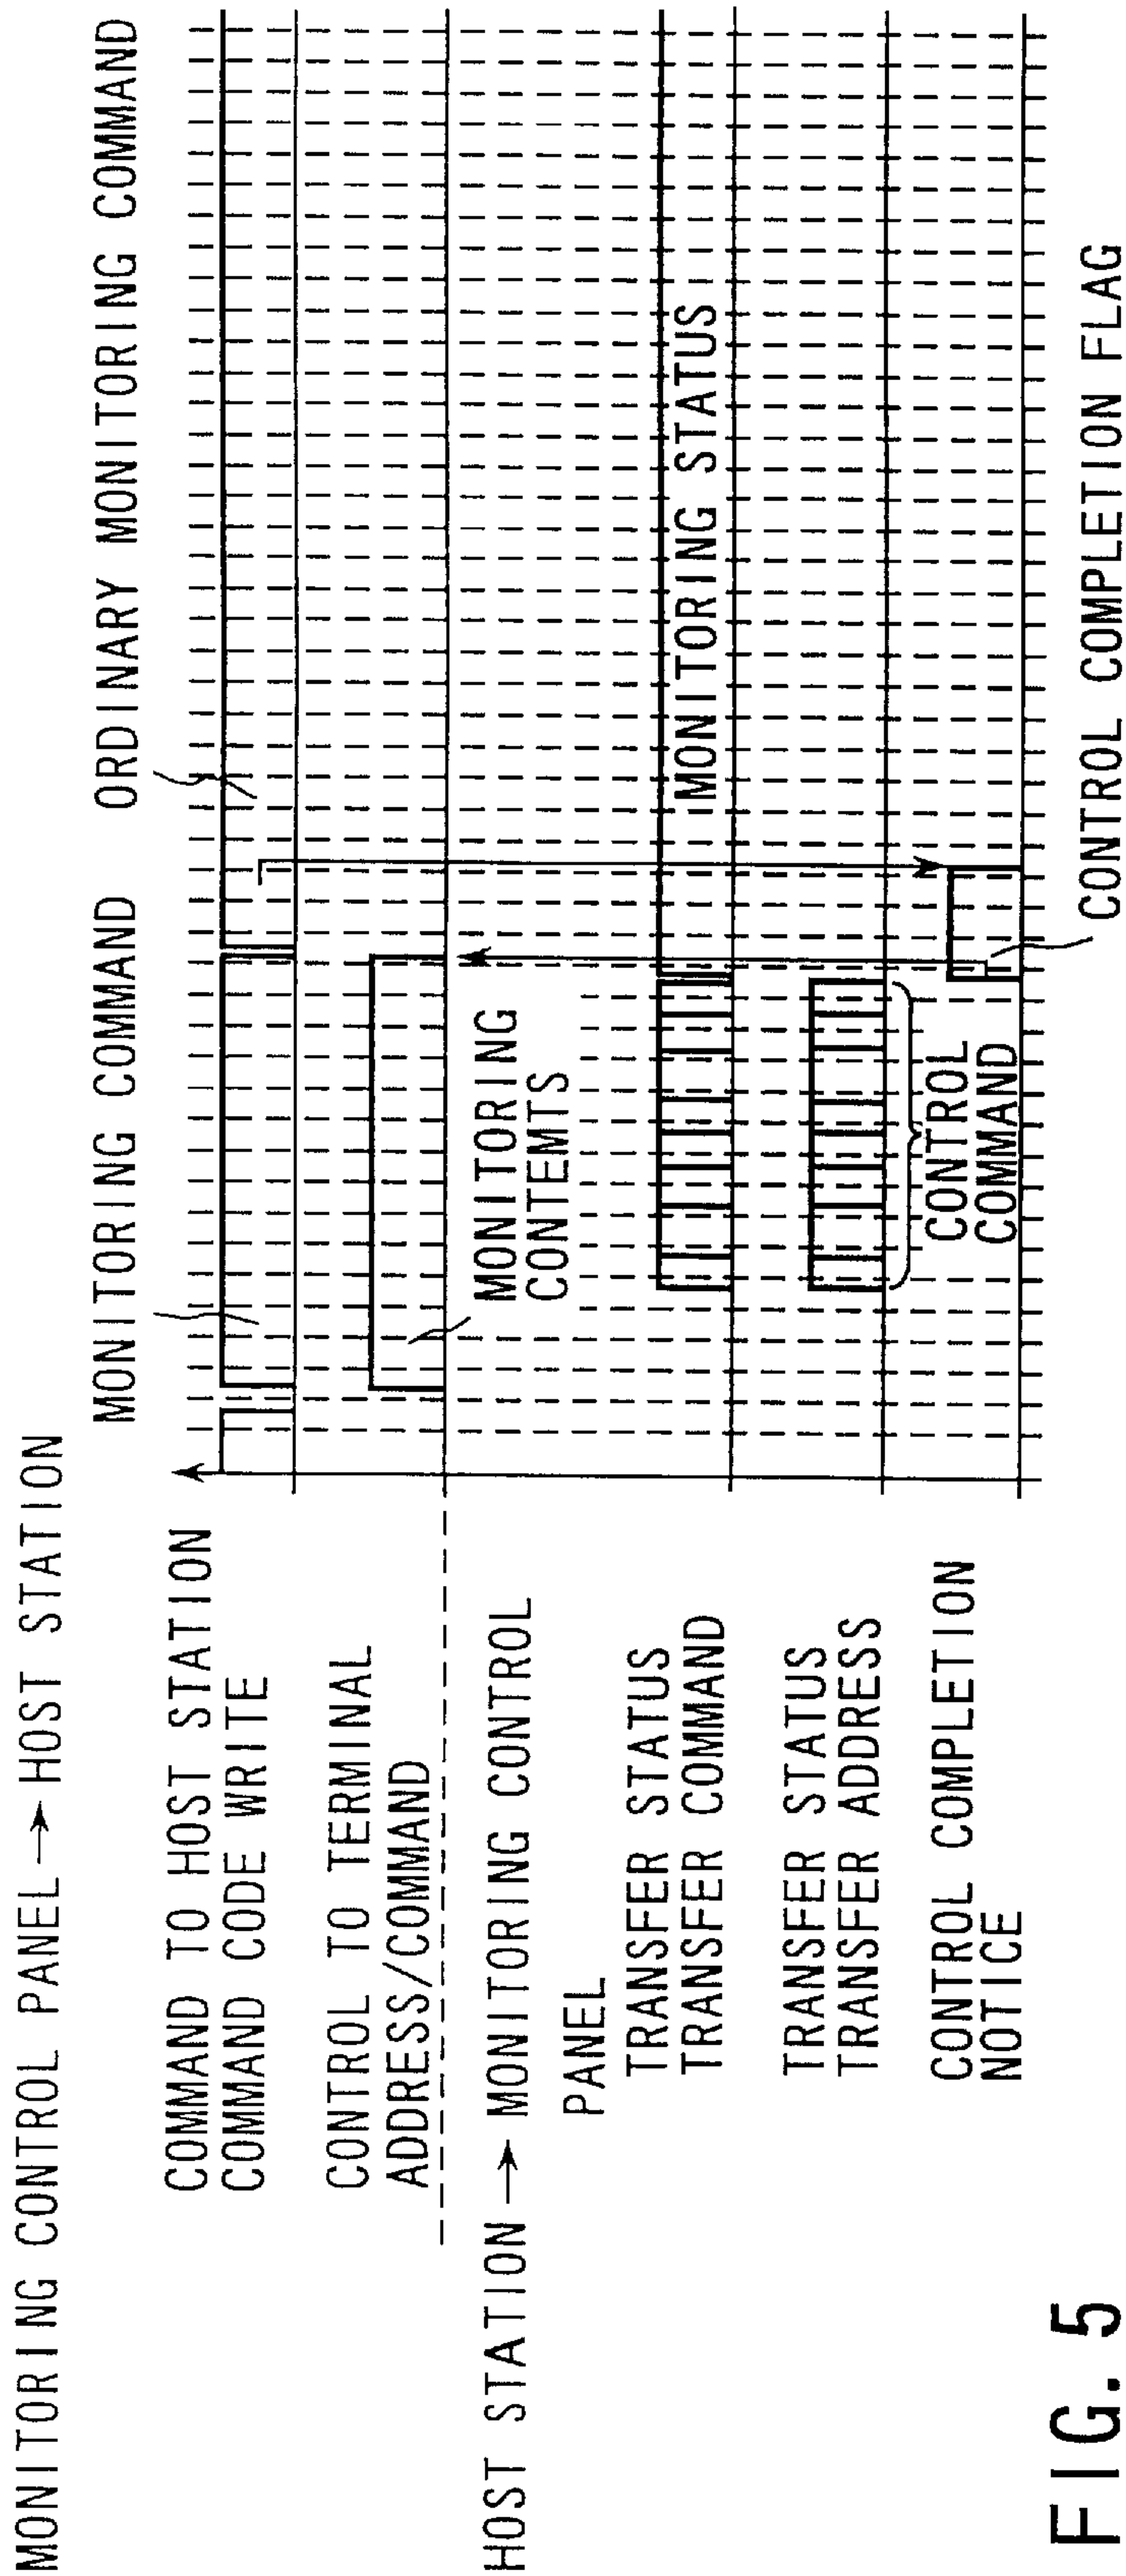 MONITORING CONTROL PANEL → HOST STATION
MONITORING COMMAND
ORDINARY MONITORING COMMAND
COMMAND TO HOST STATION
COMMAND CODE WRITE
CONTROL TO TERMINAL
ADDRESS/COMMAND
MONITORING
CONTEMTS
HOST STATION → MONITORING CONTROL
PANEL
TRANSFER STATUS
TRANSFER COMMAND
MONITORING STATUS
TRANSFER STATUS
TRANSFER ADDRESS
CONTROL
COMMAND
CONTROL COMPLETION
NOTICE
CONTROL COMPLETION FLAG
FIG. 5